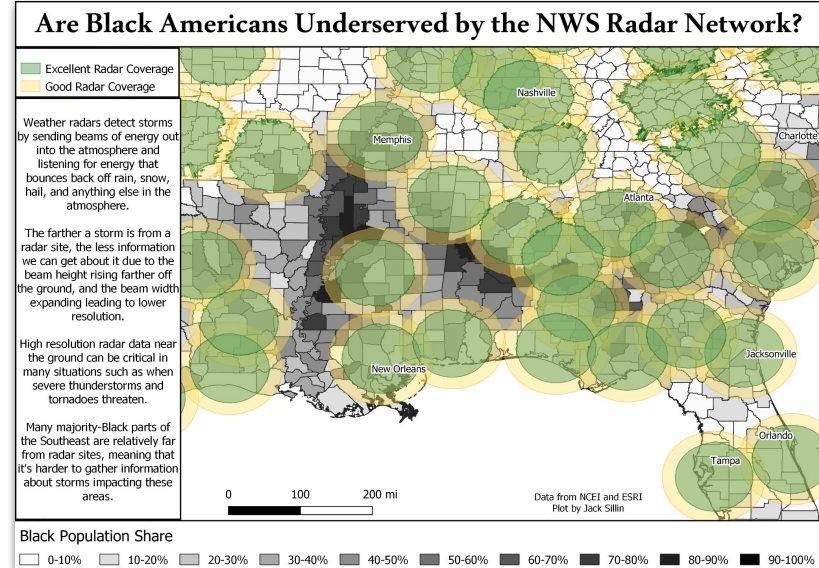 Are Black Americans Underserved by the NWS Radar Network?
Excellent Radar Coverage
Good Radar Coverage
Weather radars detect storms
by sending beams of energy out
into the atmosphere and
listening for energy that
bounces back off rain, snow,
hail, and anything else in the
atmosphere.
The farther a storm is from a
radar site, the less information
we can get about it due to the
beam height rising farther off
the ground, and the beam width
expanding leading to lower
resolution.
High resolution radar data near
the ground can be critical in
many situations such as when
severe thunderstorms and
tornadoes threaten.
Many majority-Black parts of
the Southeast are relatively far
from radar sites, meaning that
it's harder to gather information
about storms impacting these
areas.
Nashville
Memphis
Charlotte
Atlanta
New Orleans
Jacksonville
Orlando
Tampa
0 100 200 mi
Data from NCEI and ESRI
Plot by Jack Sillin
Black Population Share
0-10% 10-20% 20-30% 30-40% 40-50% 50-60% 60-70% 70-80% 80-90% 90-100%